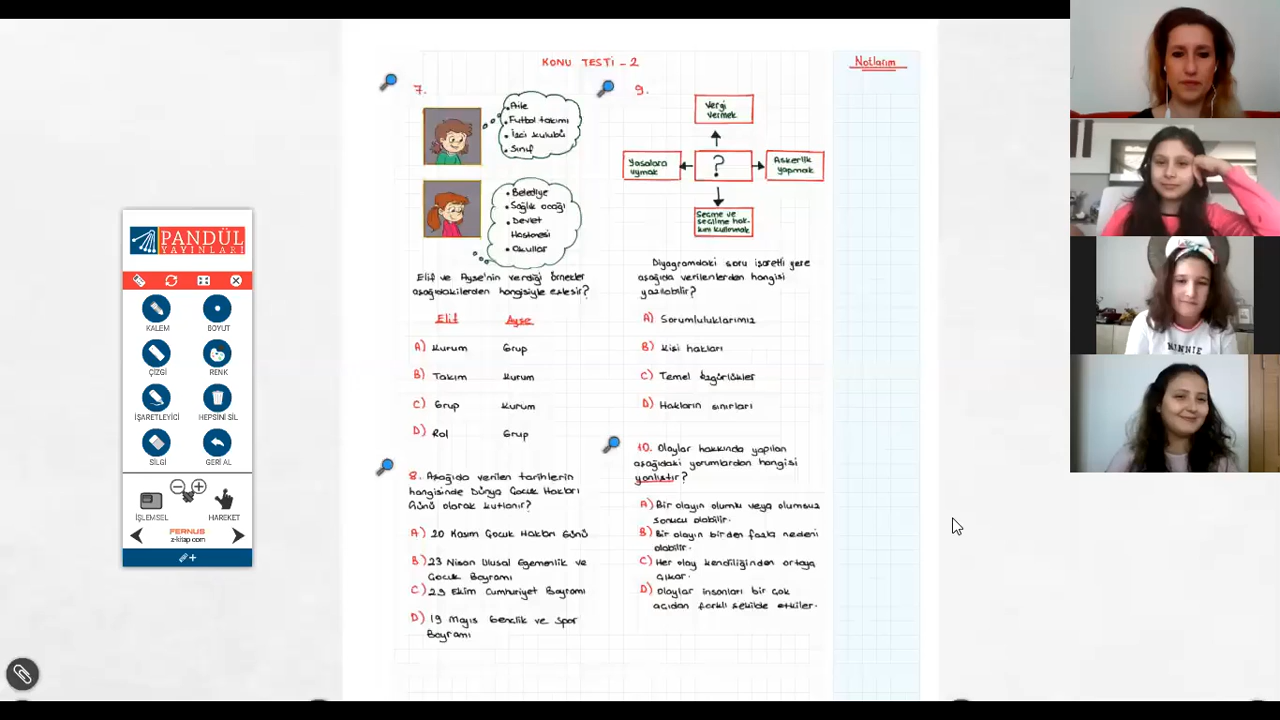 KONU TESTİ - 2
Notlarım
7.
• Aile
• Futbol takımı
• İzci kulübü
• Sınıf
• Belediye
• Sağlık ocağı
• Devlet
Hastanesi
• Okullar
Elif ve Ayşe'nin verdiği örnekler
aşağıdakilerden hangisiyle eşleşir?
Elif Ayşe
A) Kurum Grup
B) Takım Kurum
C) Grup Kurum
D) Rol Grup
8. Aşağıda verilen tarihlerin
hangisinde Dünya Çocuk Hakları
Günü olarak kutlanır?
A) 20 Kasım Çocuk Hakları Günü
B) 23 Nisan Ulusal Egemenlik ve
Çocuk Bayramı
C) 29 Ekim Cumhuriyet Bayramı
D) 19 Mayıs Gençlik ve Spor
Bayramı
9.
Vergi
vermek
Yasalara
uymak
?
Askerlik
yapmak
Seçme ve
seçilme hak-
kını kullanmak
Diyagramdaki soru işaretli yere
aşağıda verilenlerden hangisi
yazılabilir?
A) Sorumluluklarımız
B) Kişi hakları
C) Temel özgürlükler
D) Hakların sınırları
10. Olaylar hakkında yapılan
aşağıdaki yorumlardan hangisi
yanlıştır?
A) Bir olayın olumlu veya olumsuz
sonucu olabilir.
B) Bir olayın birden fazla nedeni
olabilir.
C) Her olay kendiliğinden ortaya
çıkar.
D) Olaylar insanları bir çok
açıdan farklı şekilde etkiler.
PANDÜL
YAYINLARI
KALEM BOYUT
ÇİZGİ RENK
İŞARETLEYİCİ HEPSİNİ SİL
SİLGİ GERİ AL
İŞLEMSEL HAREKET
FERNUS
z-kitap.com
MINNIE